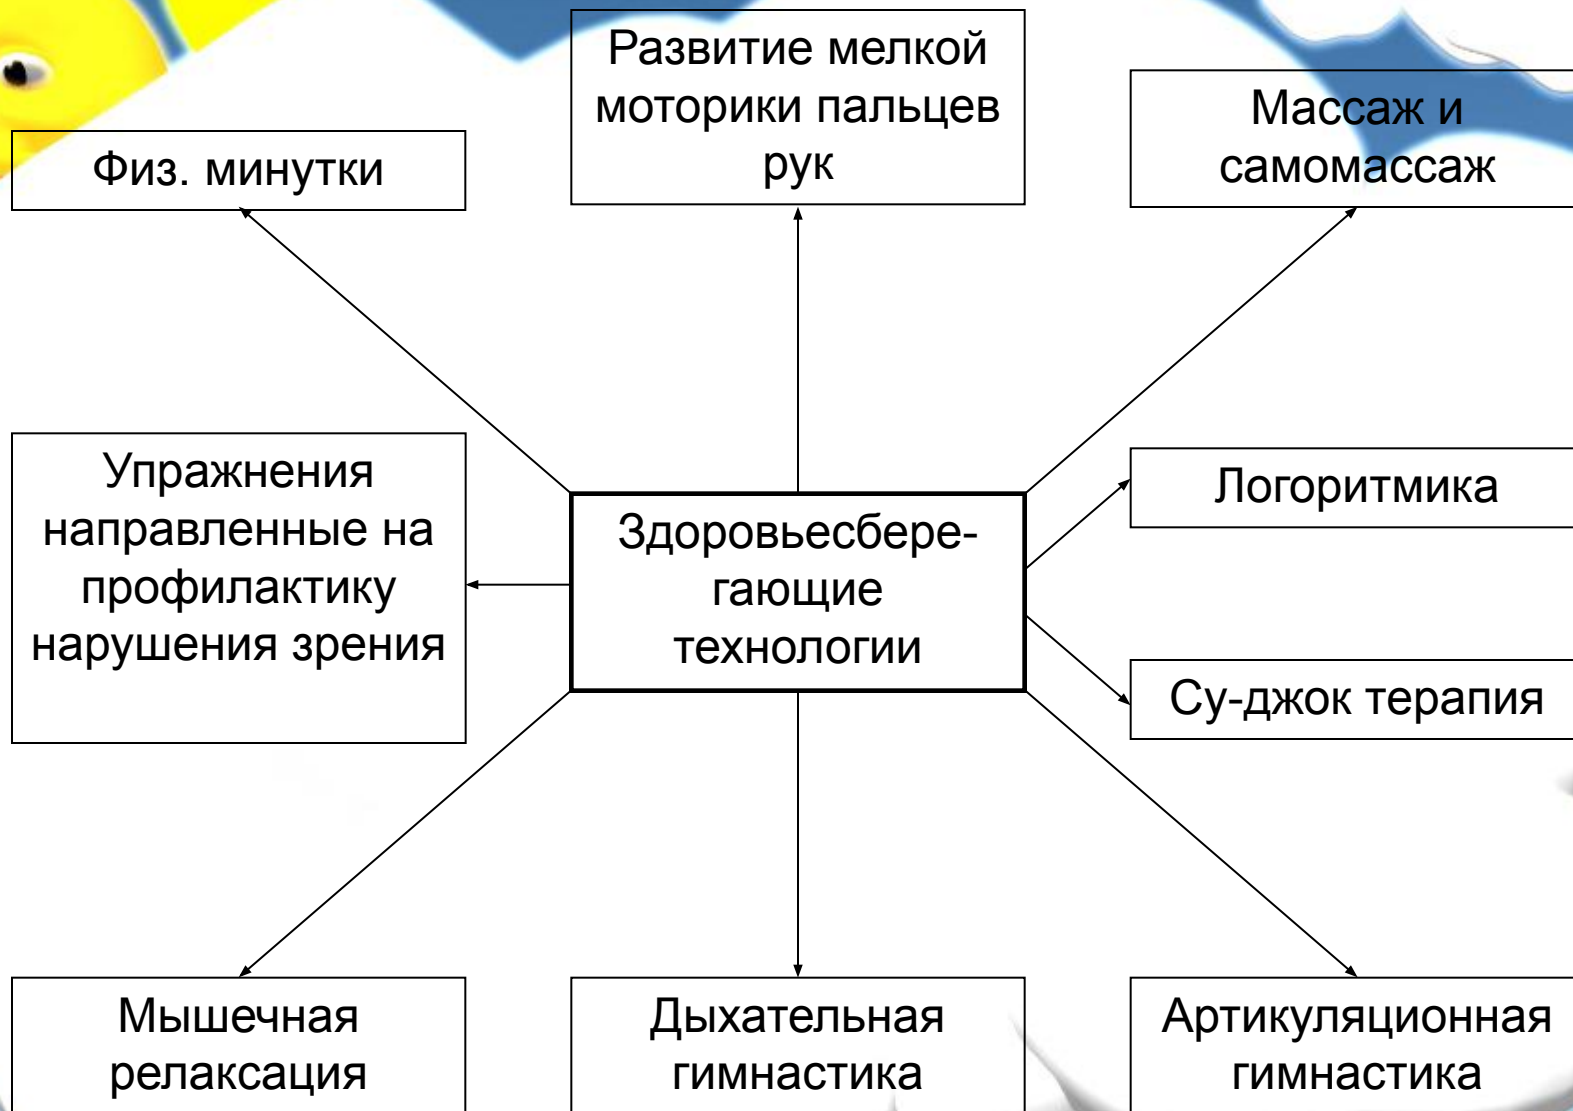 Развитие мелкой
моторики пальцев
рук
Массаж и
самомассаж
Физ. минутки
Упражнения
направленные на
профилактику
нарушения зрения
Здоровьесбере-
гающие
технологии
Логоритмика
Су-джок терапия
Мышечная
релаксация
Дыхательная
гимнастика
Артикуляционная
гимнастика